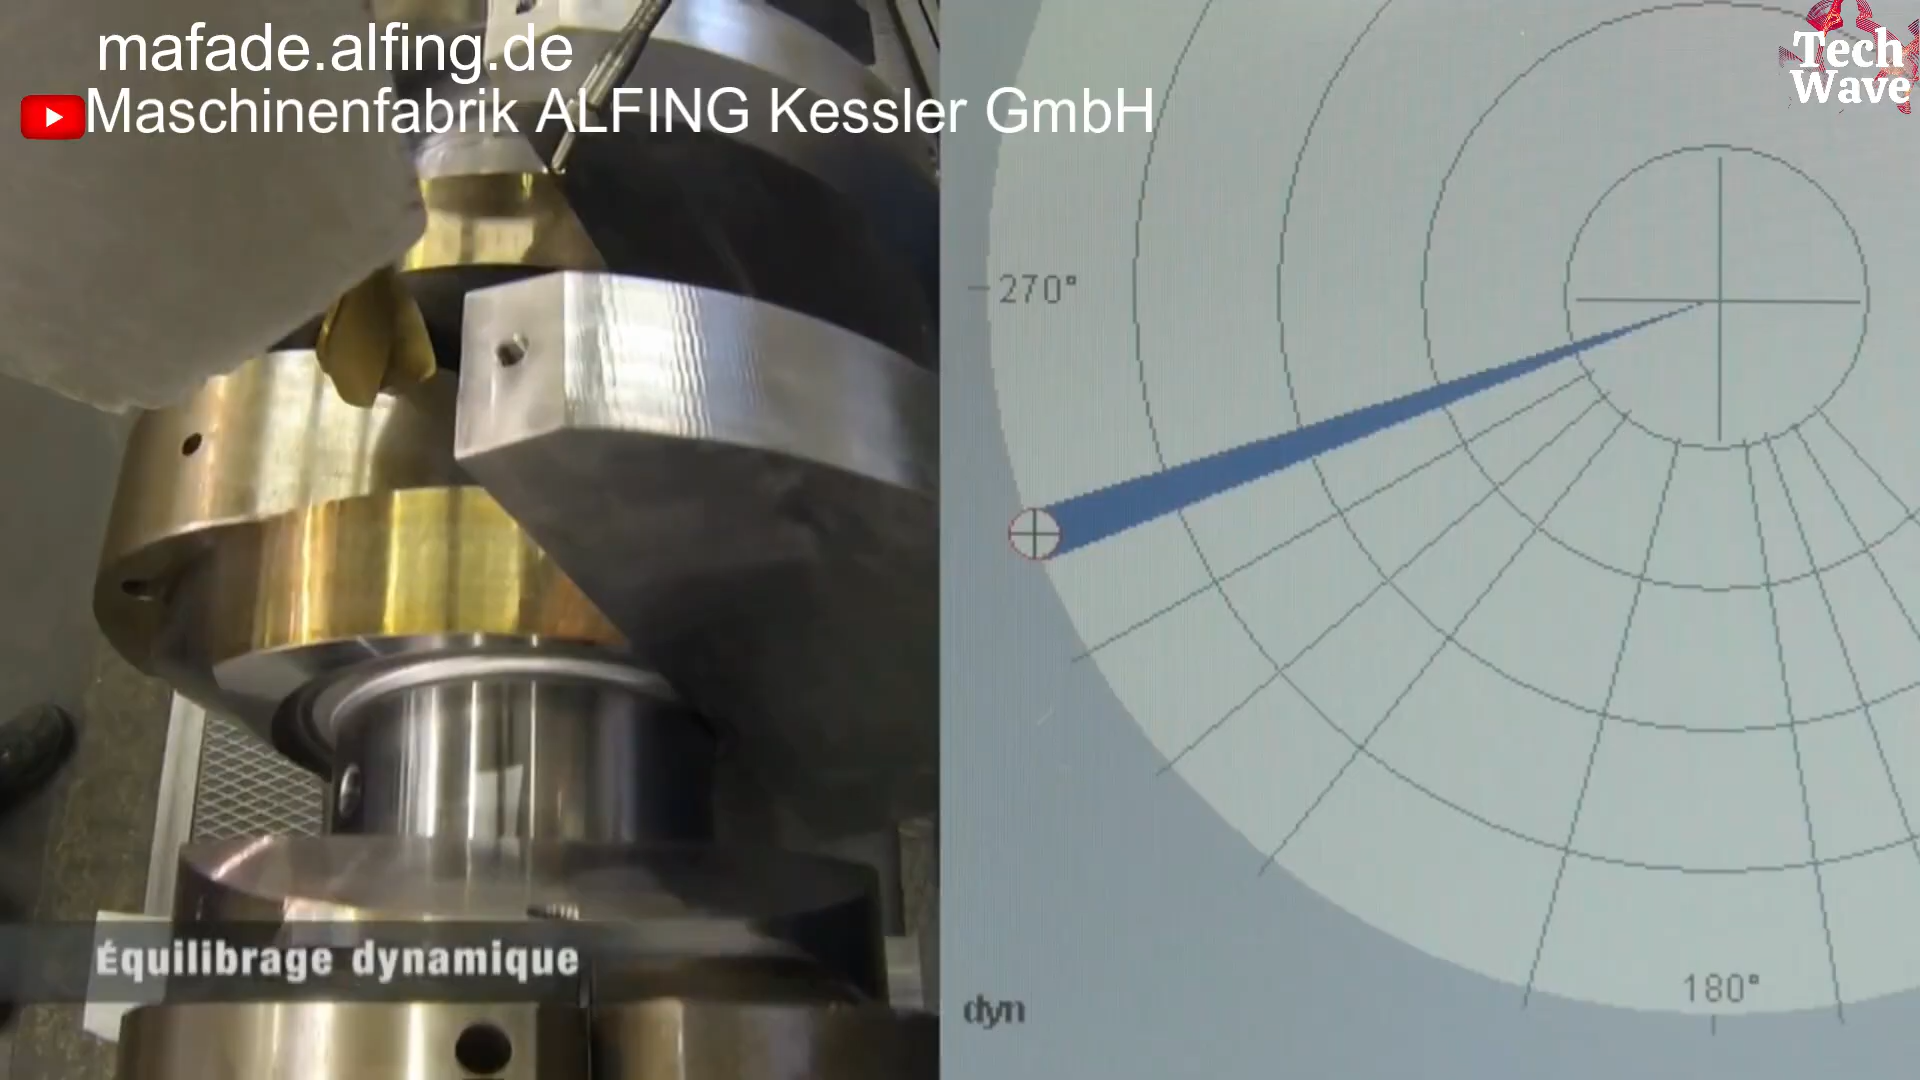 mafade.alfing.de
Maschinenfabrik ALFING Kessler GmbH
Tech
Wave
270°
180°
Équilibrage dynamique
dyn